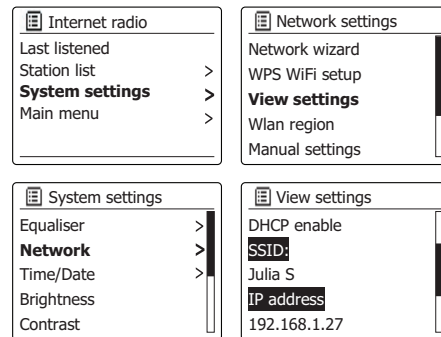 Internet radio
Last listened
Station list >
System settings >
Main menu >
Network settings
Network wizard
WPS WiFi setup
View settings
Wlan region
Manual settings
System settings
Equaliser >
Network >
Time/Date >
Brightness
Contrast
View settings
DHCP enable
SSID:
Julia S
IP address
192.168.1.27